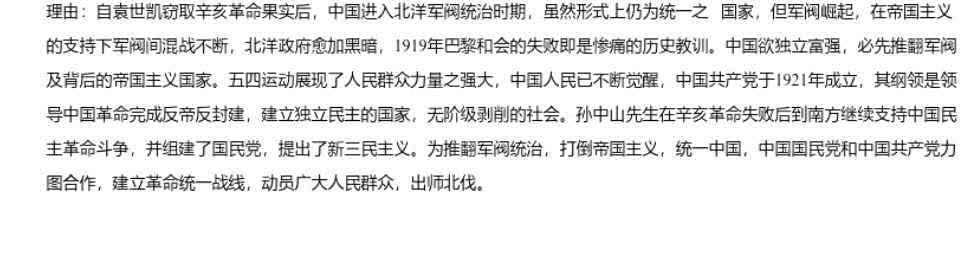 理由：自袁世凯窃取辛亥革命果实后，中国进入北洋军阀统治时期，虽然形式上仍为统一之 国家，但军阀崛起，在帝国主义
的支持下军阀间混战不断，北洋政府愈加黑暗，1919年巴黎和会的失败即是惨痛的历史教训。中国欲独立富强，必先推翻军阀
及背后的帝国主义国家。五四运动展现了人民群众力量之强大，中国人民已不断觉醒，中国共产党于1921年成立，其纲领是领
导中国革命完成反帝反封建，建立独立民主的国家，无阶级剥削的社会。孙中山先生在辛亥革命失败后到南方继续支持中国民
主革命斗争，并组建了国民党，提出了新三民主义。为推翻军阀统治，打倒帝国主义，统一中国，中国国民党和中国共产党力
图合作，建立革命统一战线，动员广大人民群众，出师北伐。